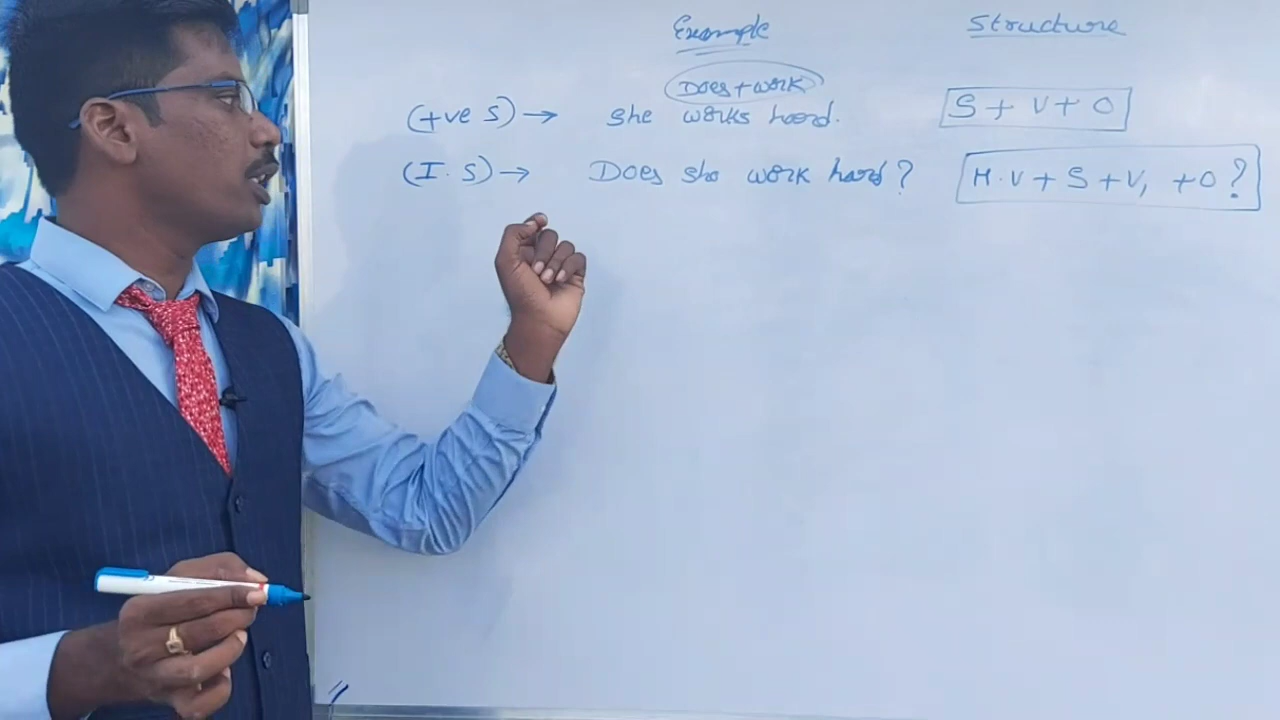 Example Structure
Does + work
(+ve S) → She works hard. S + V + O
(I. S) → Does she work hard? H.V + S + V₁ + O ?